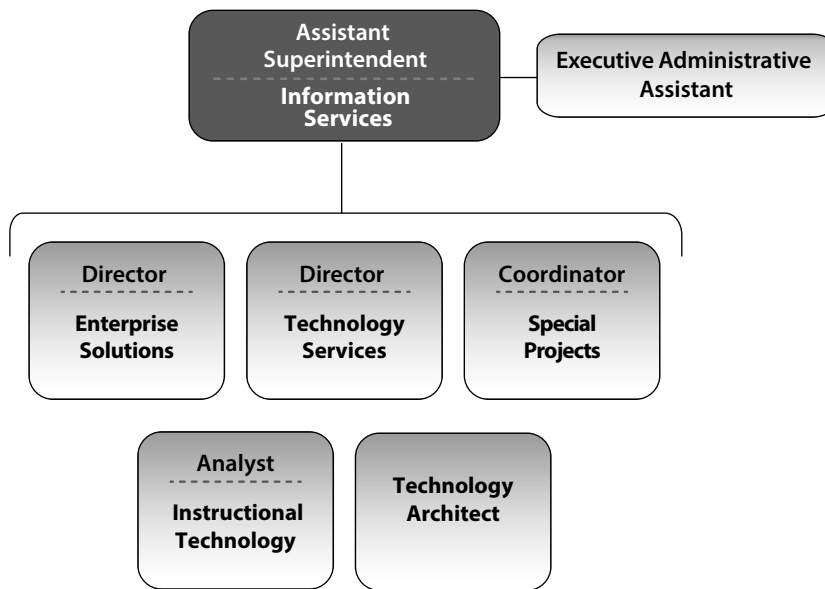 Assistant
Superintendent
Information
Services
Executive Administrative
Assistant
Director
Enterprise
Solutions
Director
Technology
Services
Coordinator
Special
Projects
Analyst
Instructional
Technology
Technology
Architect